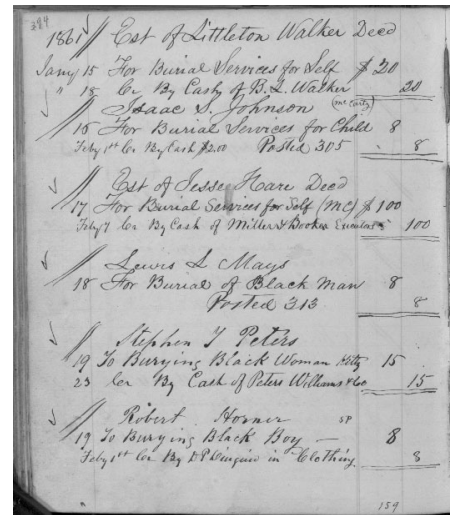 384
1861 // Est of Littleton Walker Decd
Jany 15 For Burial Services for Self $ 20
" 18 Cr By Cash of B. L. Walker 20
// Isaac S. Johnson (McCarty)
16 For Burial Services for Child 8
Feby 1st Cr By Cash $2.00 Posted 305 8
// Est of Jesse Hare Decd
17 For Burial Services for Self (MC) $ 100
Feby 7 Cr By Cash of Miller & Booker 100
// Lewis L Mays
18 For Burial of Black Man 8
Posted 313 8
// Stephen T Peters
19 To Burying Black Woman Kitty 15
23 Cr By Cash of Peters Williams & Co 15
// Robert Horner SP
19 To Burying Black Boy — 8
Feby 1st Cr By in Clothing 8
159